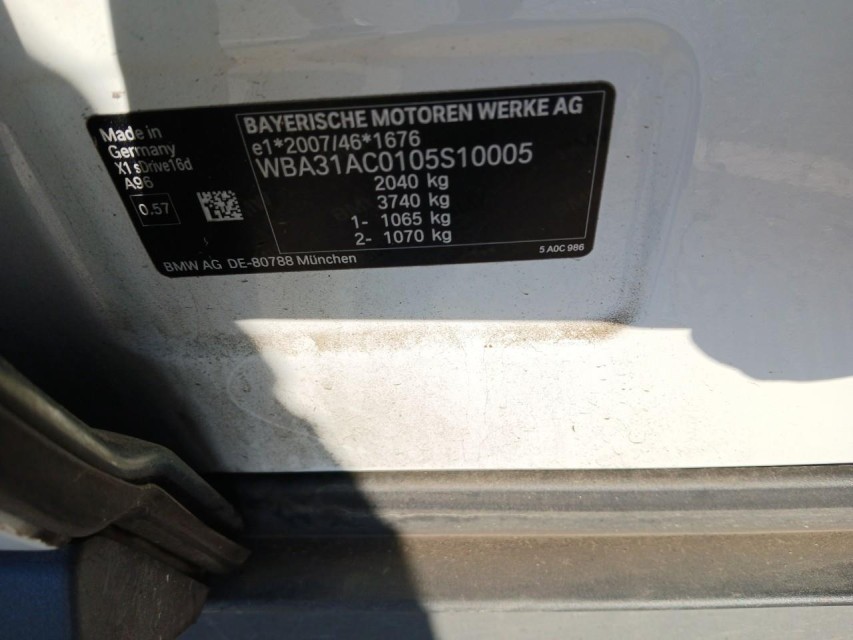 Made in
Germany
X1 sDrive16d
A96
0.57
BAYERISCHE MOTOREN WERKE AG
e1*2007/46*1676
WBA31AC0105S10005
2040 kg
3740 kg
1- 1065 kg
2- 1070 kg
5 A0C 986
BMW AG DE-80788 München